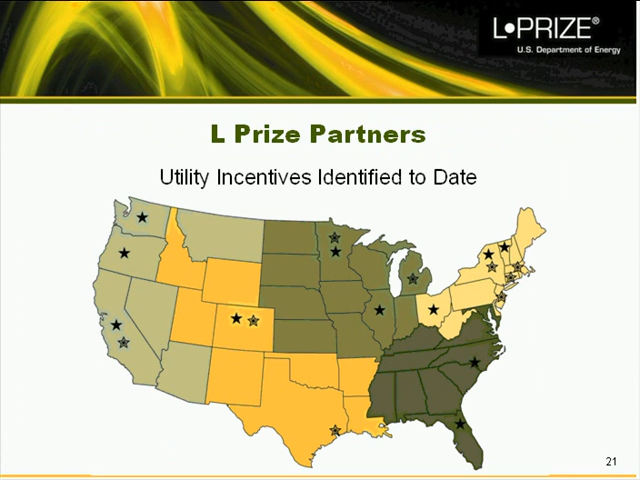 L•PRIZE®
U.S. Department of Energy
L Prize Partners
Utility Incentives Identified to Date
21